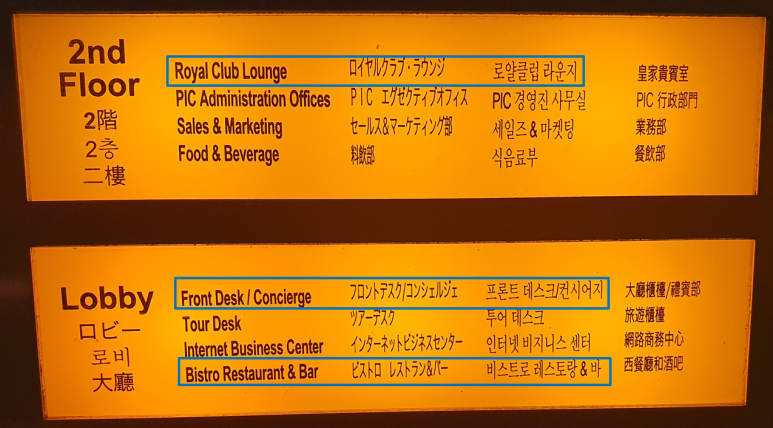 2nd Floor
2階
2층
二樓
Royal Club Lounge ロイヤルクラブ・ラウンジ 로얄클럽 라운지 皇家貴賓室
PIC Administration Offices PIC エグゼクティブオフィス PIC 경영진 사무실 PIC 行政部門
Sales & Marketing セールス&マーケティング部 세일즈 & 마켓팅 業務部
Food & Beverage 料飲部 식음료부 餐飲部
Lobby
ロビー
로비
大廳
Front Desk / Concierge フロントデスク/コンシェルジェ 프론트 데스크/컨시어지 大廳櫃檯/禮賓部
Tour Desk ツアーデスク 투어 데스크 旅遊櫃檯
Internet Business Center インターネットビジネスセンター 인터넷 비지니스 센터 網路商務中心
Bistro Restaurant & Bar ビストロ レストラン&バー 비스트로 레스토랑 & 바 西餐廳和酒吧